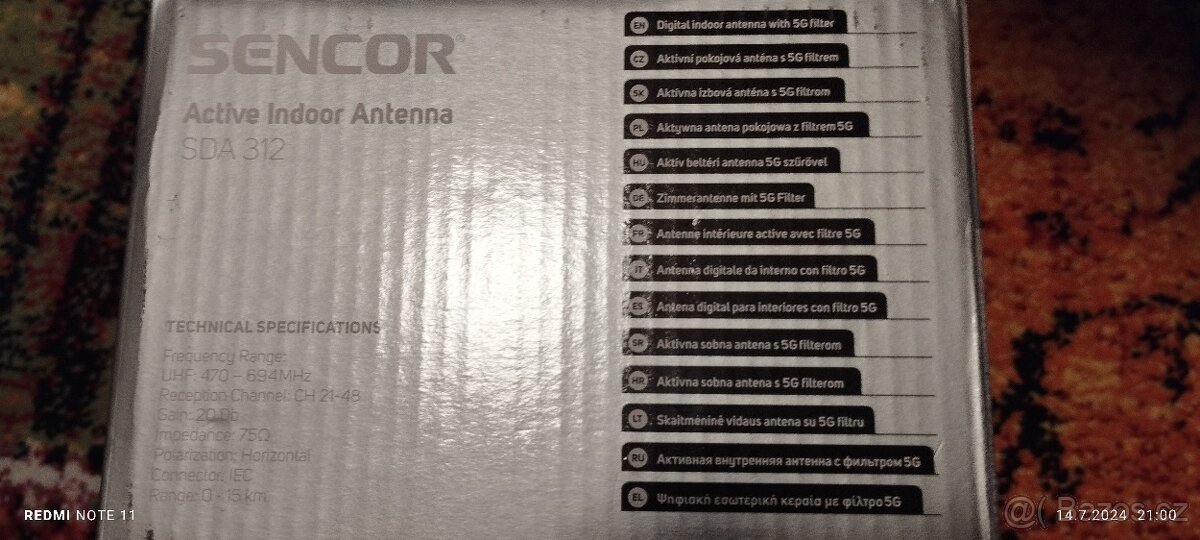 SENCOR®
Active Indoor Antenna
SDA 312
TECHNICAL SPECIFICATIONS
Frequency Range:
UHF: 470 – 694MHz
Reception Channel: CH 21-48
Gain: 20 Db
Impedance: 75Ω
Polarization: Horizontal
Connector: IEC
Range: 0 - 15 km
EN Digital indoor antenna with 5G filter
CZ Aktivní pokojová anténa s 5G filtrem
SK Aktívna izbová anténa s 5G filtrom
PL Aktywna antena pokojowa z filtrem 5G
HU Aktív beltéri antenna 5G szűrővel
DE Zimmerantenne mit 5G Filter
FR Antenne intérieure active avec filtre 5G
IT Antenna digitale da interno con filtro 5G
ES Antena digital para interiores con filtro 5G
SR Aktivna sobna antena s 5G filterom
HR Aktivna sobna antena s 5G filterom
LT Skaitmeninė vidaus antena su 5G filtru
RU Активная внутренняя антенна с фильтром 5G
EL Ψηφιακή εσωτερική κεραία με φίλτρο 5G
REDMI NOTE 11
14.7.2024 21:00
Bazos.cz